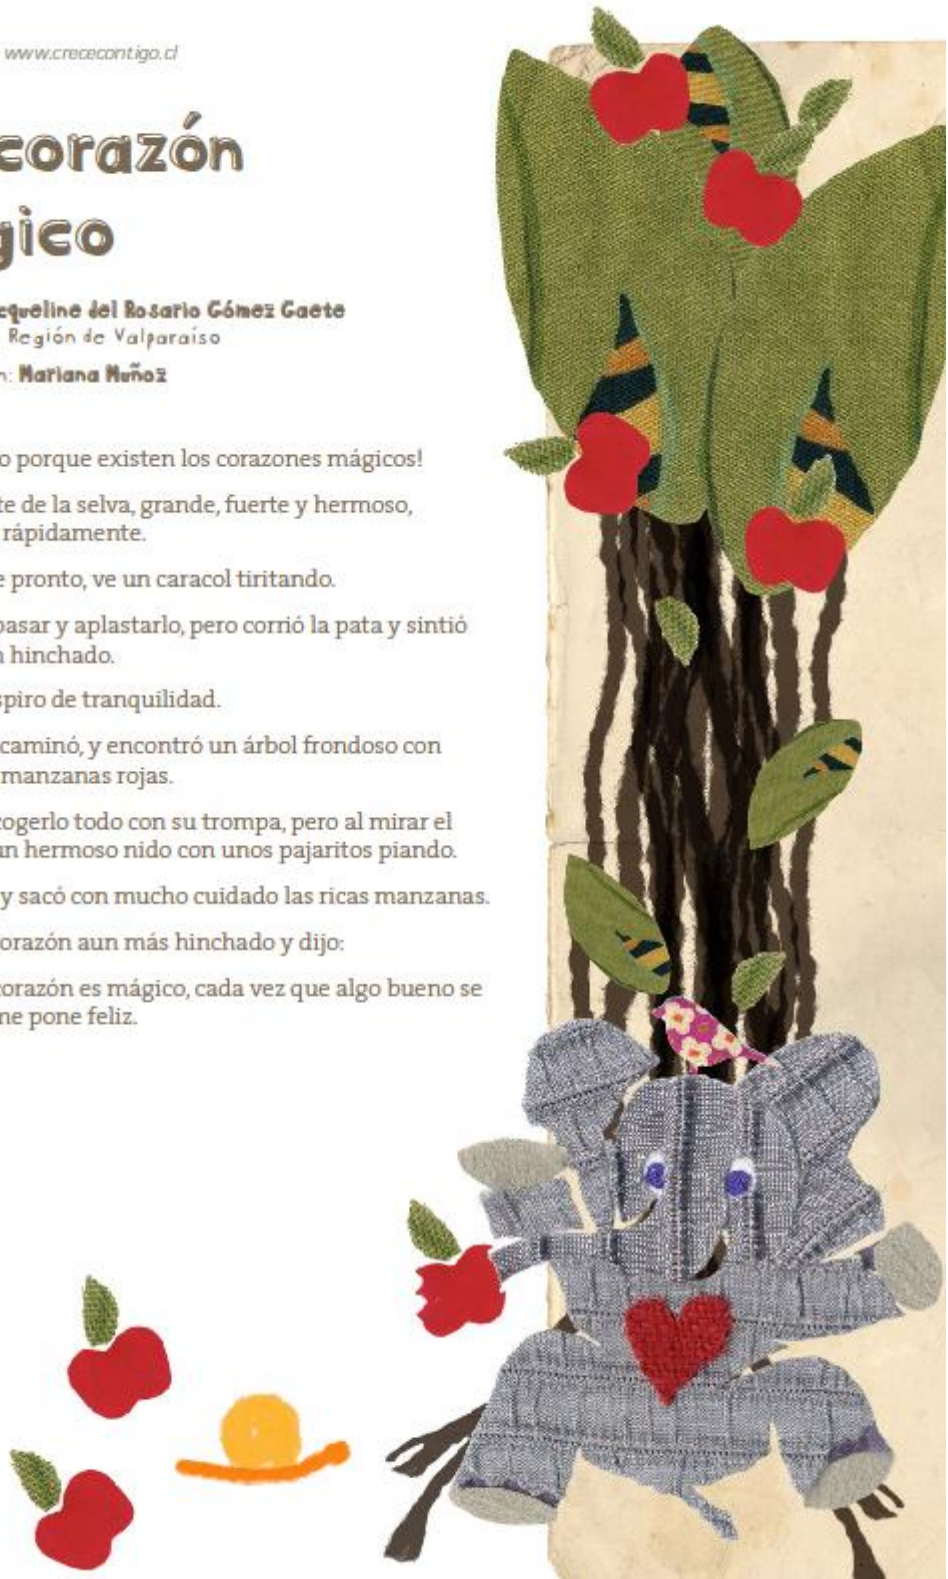 www.crececontigo.cl
corazón
gico
cqueline del Rosario Gómez Gaete
Región de Valparaíso
n: Mariana Muñoz
o porque existen los corazones mágicos!
te de la selva, grande, fuerte y hermoso,
rápidamente.
e pronto, ve un caracol tiritando.
pasar y aplastarlo, pero corrió la pata y sintió
n hinchado.
spiro de tranquilidad.
caminó, y encontró un árbol frondoso con
manzanas rojas.
cogerlo todo con su trompa, pero al mirar el
un hermoso nido con unos pajaritos piando.
y sacó con mucho cuidado las ricas manzanas.
orazón aun más hinchado y dijo:
corazón es mágico, cada vez que algo bueno se
me pone feliz.